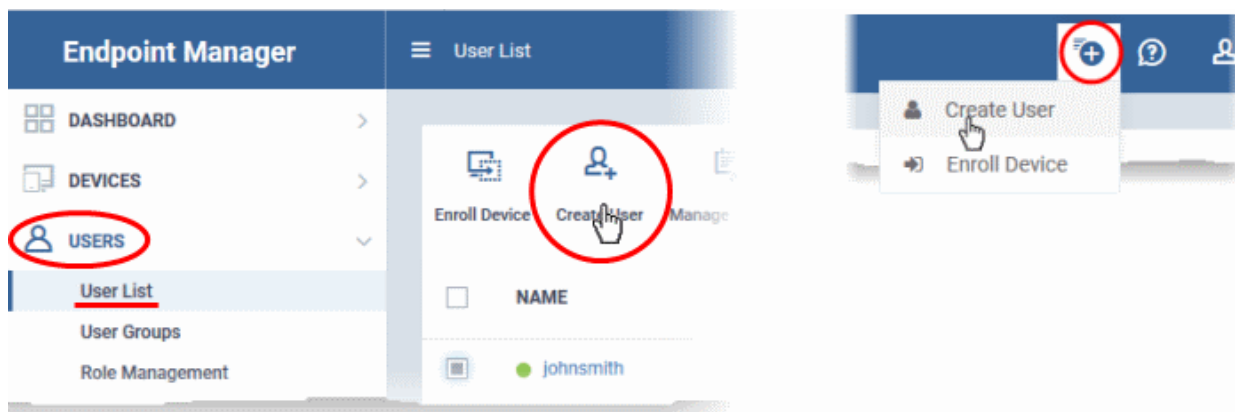 Endpoint Manager
User List
DASHBOARD
DEVICES
USERS
User List
User Groups
Role Management
Enroll Device
Create User
Manage
NAME
johnsmith
Create User
Enroll Device